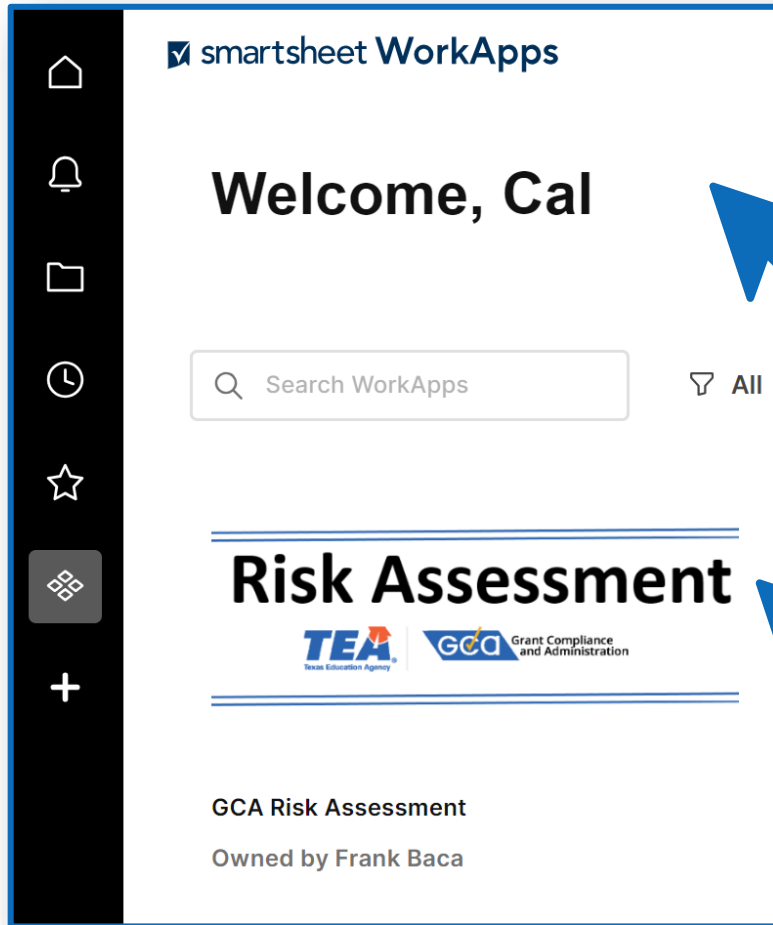 smartsheet WorkApps
Welcome, Cal
Search WorkApps
All
Risk Assessment
TEA
Texas Education Agency
GCA
Grant Compliance
and Administration
GCA Risk Assessment
Owned by Frank Baca